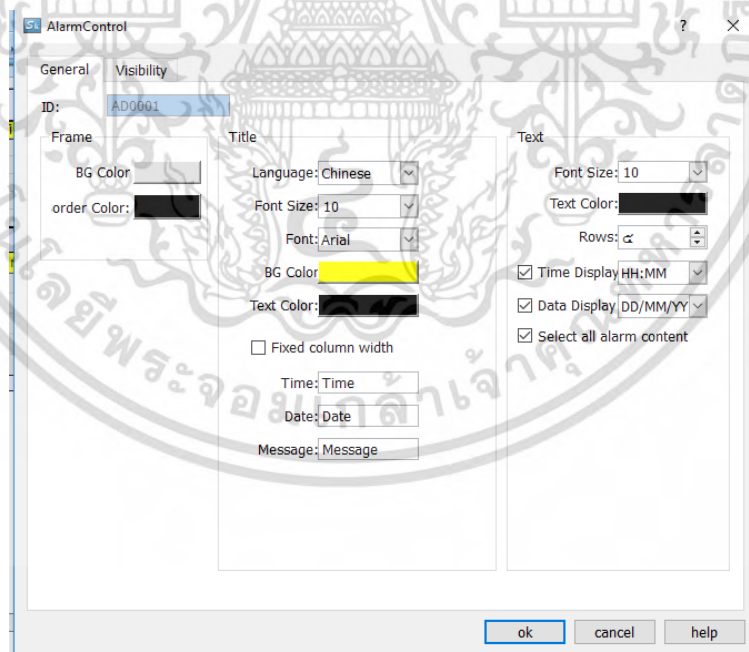 AlarmControl
General Visibility
ID: AD0001
Frame
BG Color
order Color:
Title
Language: Chinese
Font Size: 10
Font: Arial
BG Color
Text Color:
Fixed column width
Time: Time
Date: Date
Message: Message
Text
Font Size: 10
Text Color:
Rows: ๔
Time Display HH:MM
Data Display DD/MM/YY
Select all alarm content
ok cancel help